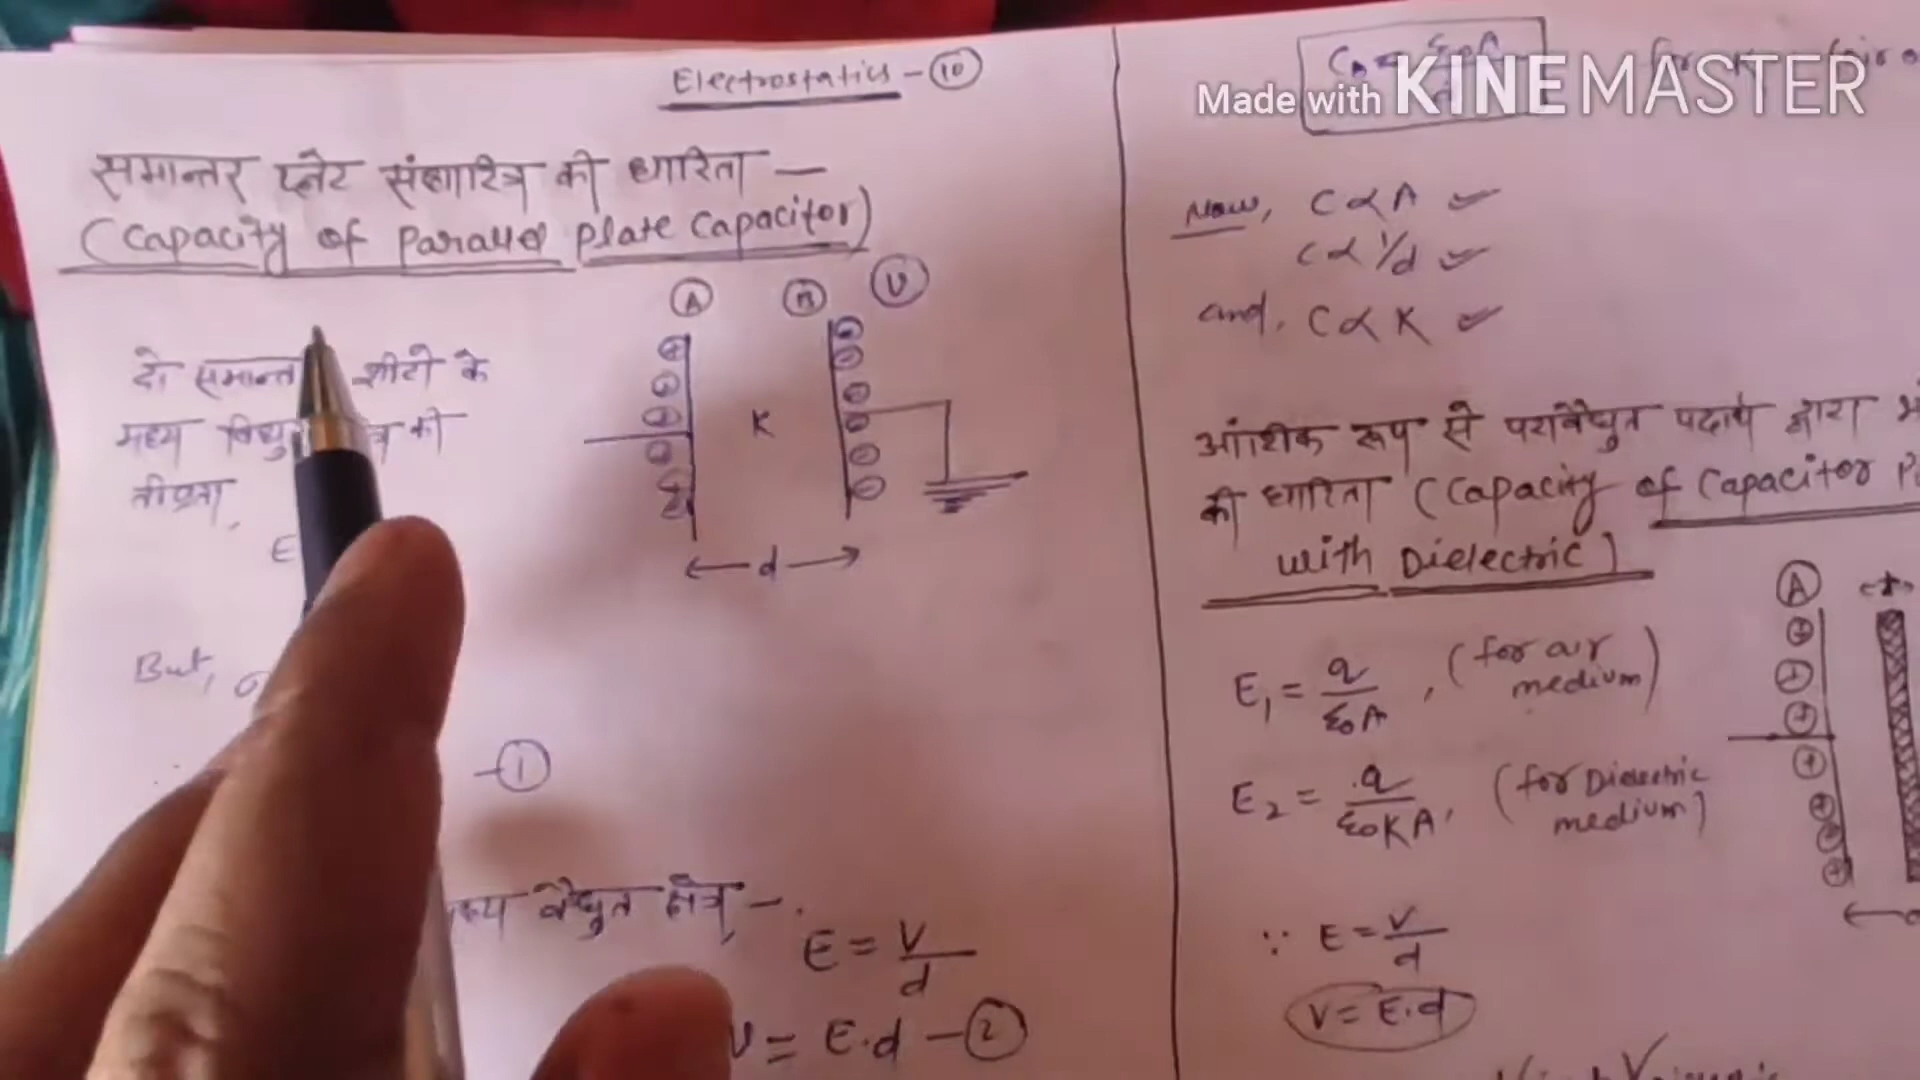 Electrostatics - 10
समान्तर प्लेट संधारित्र की धारिता —
(Capacity of Parallel Plate Capacitor)
A B V
दो समान्तर शीटो के
मध्य की
तीव्रता,
K
← d →
E
But, σ
- 1
मध्य वैद्युत क्षेत्र -
E = V/d
V = E.d - 2
Made with KINEMASTER
Now, C ∝ A ✓
C ∝ 1/d ✓
and, C ∝ K ✓
आंशिक रूप से परावैद्युत पदार्थ द्वारा
की धारिता (Capacity of Capacitor
with Dielectric)
A
E₁ = q/ε₀A, (for air medium)
E₂ = q/ε₀KA, (for Dielectric medium)
∵ E = V/d
V = E.d